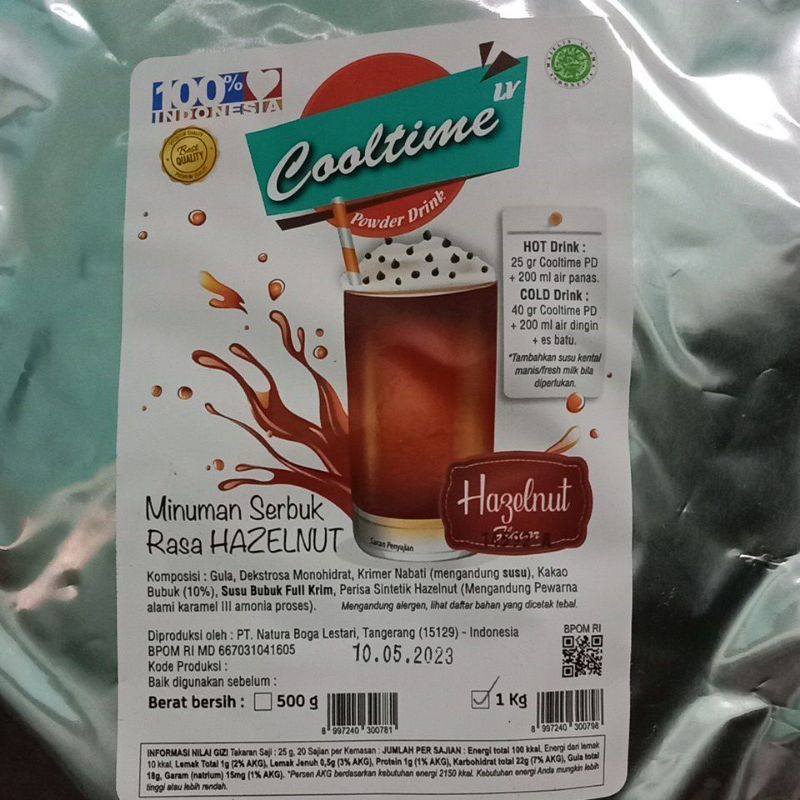 100% INDONESIA
Best
QUALITY
LV
Cooltime
Powder Drink
HOT Drink :
25 gr Cooltime PD
+ 200 ml air panas.
COLD Drink :
40 gr Cooltime PD
+ 200 ml air dingin
+ es batu.
*Tambahkan susu kental
manis/fresh milk bila
diperlukan.
Hazelnut
Saran Penyajian
Minuman Serbuk
Rasa HAZELNUT
Komposisi : Gula, Dekstrosa Monohidrat, Krimer Nabati (mengandung susu), Kakao
Bubuk (10%), Susu Bubuk Full Krim, Perisa Sintetik Hazelnut (Mengandung Pewarna
alami karamel III amonia proses). Mengandung alergen, lihat daftar bahan yang dicetak tebal.
Diproduksi oleh : PT. Natura Boga Lestari, Tangerang (15129) - Indonesia
BPOM RI MD 667031041605
BPOM RI
Kode Produksi :
10.05.2023
Baik digunakan sebelum :
Berat bersih : 500 g 1 Kg
8 997240 300781
8 997240 300798
INFORMASI NILAI GIZI Takaran Saji : 25 g, 20 Sajian per Kemasan : JUMLAH PER SAJIAN : Energi total 100 kkal, Energi dari lemak
10 kkal, Lemak Total 1g (2% AKG), Lemak Jenuh 0,5g (3% AKG), Protein 1g (1% AKG), Karbohidrat total 22g (7% AKG), Gula total
18g, Garam (natrium) 15mg (1% AKG). *Persen AKG berdasarkan kebutuhan energi 2150 kkal. Kebutuhan energi Anda mungkin lebih
tinggi atau lebih rendah.